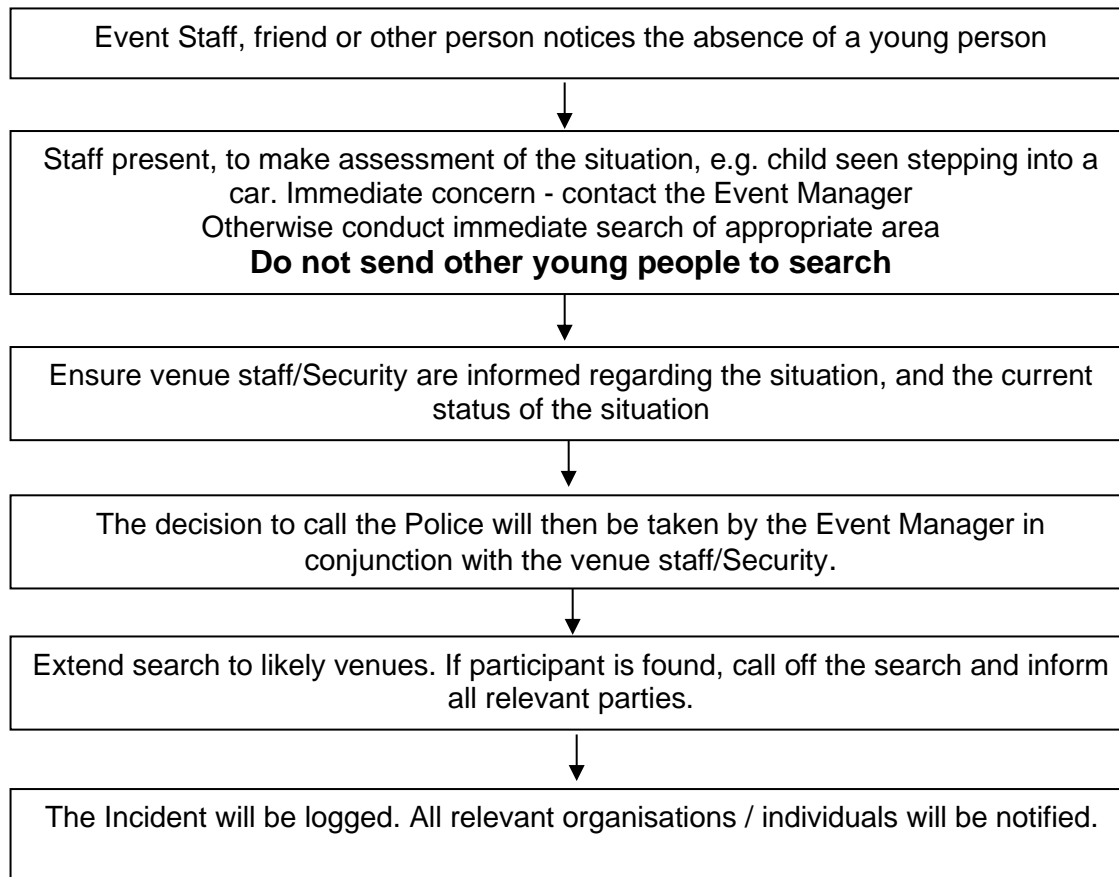 Event Staff, friend or other person notices the absence of a young person
Staff present, to make assessment of the situation, e.g. child seen stepping into a
car. Immediate concern - contact the Event Manager
Otherwise conduct immediate search of appropriate area
Do not send other young people to search
Ensure venue staff/Security are informed regarding the situation, and the current
status of the situation
The decision to call the Police will then be taken by the Event Manager in
conjunction with the venue staff/Security.
Extend search to likely venues. If participant is found, call off the search and inform
all relevant parties.
The Incident will be logged. All relevant organisations / individuals will be notified.